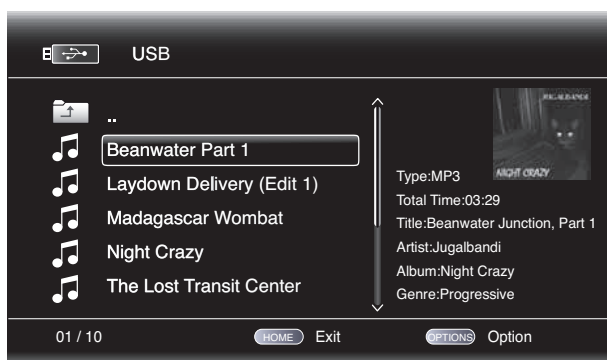 USB
..
Beanwater Part 1
Laydown Delivery (Edit 1)
Madagascar Wombat
Night Crazy
The Lost Transit Center
JUGALBANDI
NIGHT CRAZY
Type:MP3
Total Time:03:29
Title:Beanwater Junction, Part 1
Artist:Jugalbandi
Album:Night Crazy
Genre:Progressive
01 / 10
HOME Exit
OPTIONS Option